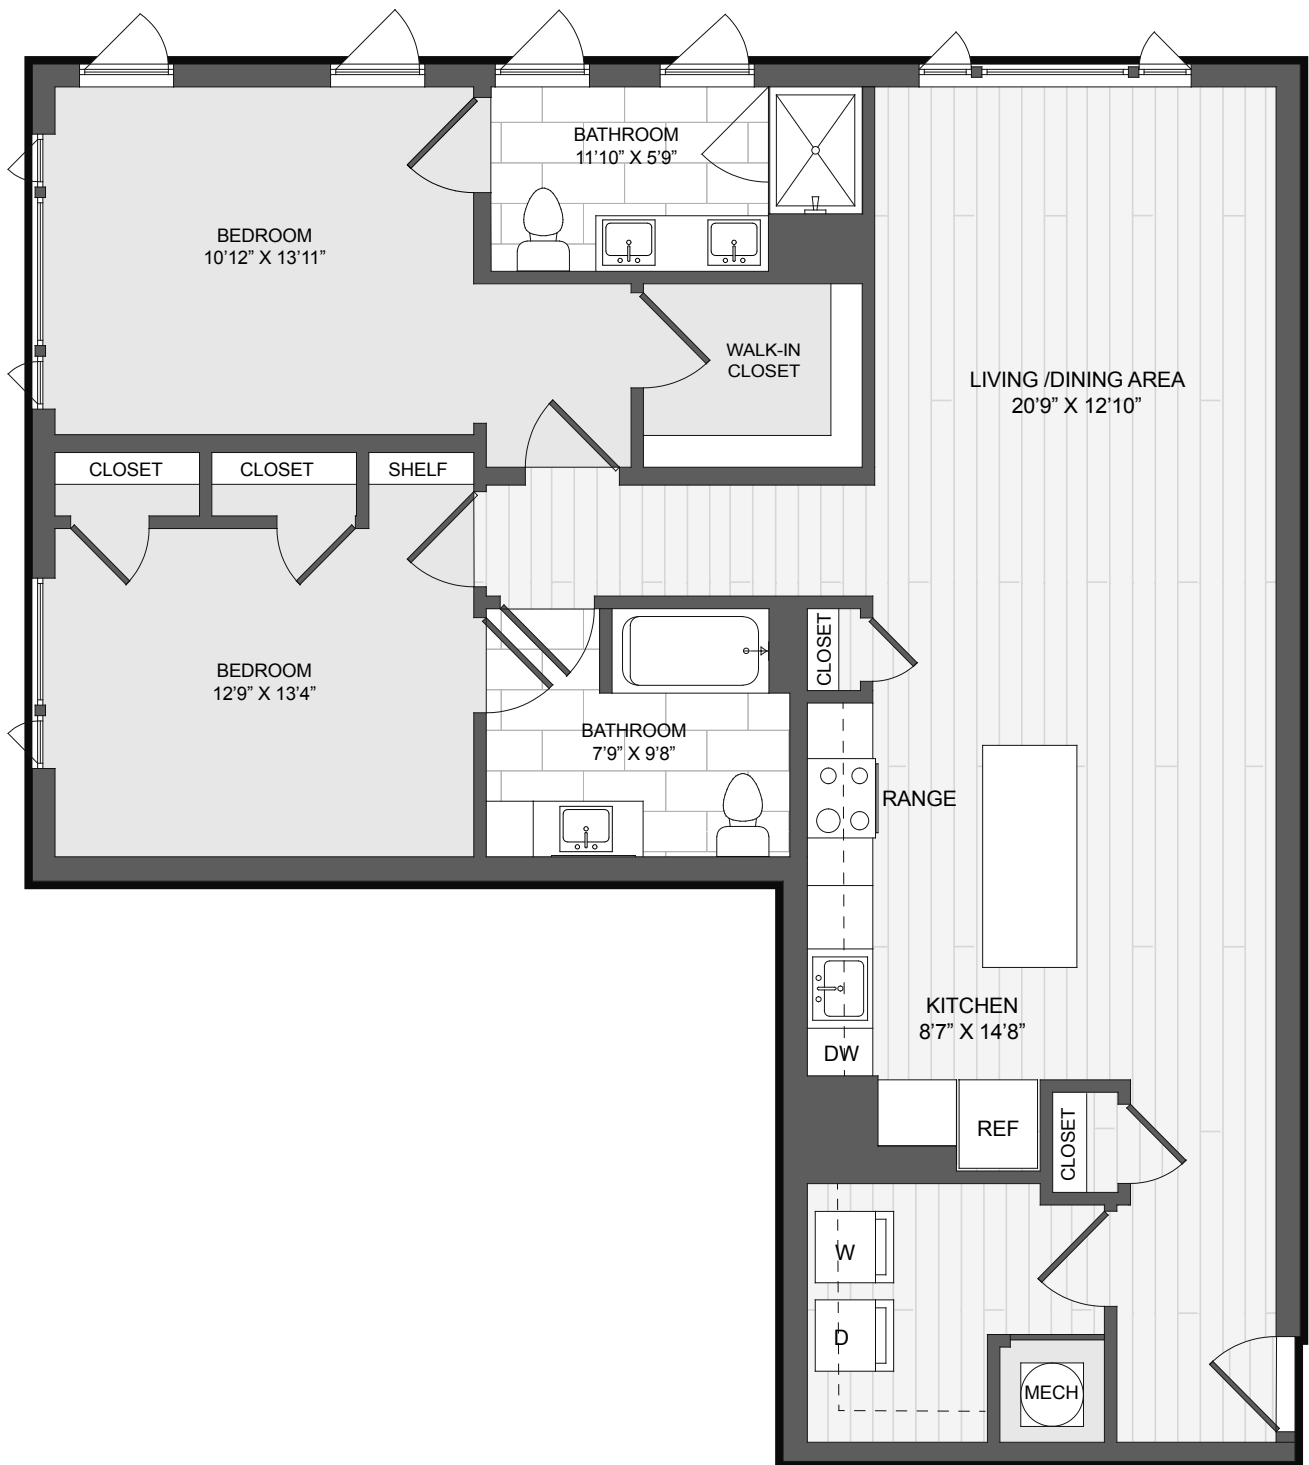 BATHROOM
11'10” X 5'9”
BEDROOM
10'12” X 13'11”
WALK-IN
CLOSET
LIVING /DINING AREA
20'9” X 12'10”
CLOSET
CLOSET
SHELF
CLOSET
BEDROOM
12'9” X 13'4”
BATHROOM
7'9” X 9'8”
RANGE
KITCHEN
8'7” X 14'8”
DW
REF
CLOSET
W
D
MECH